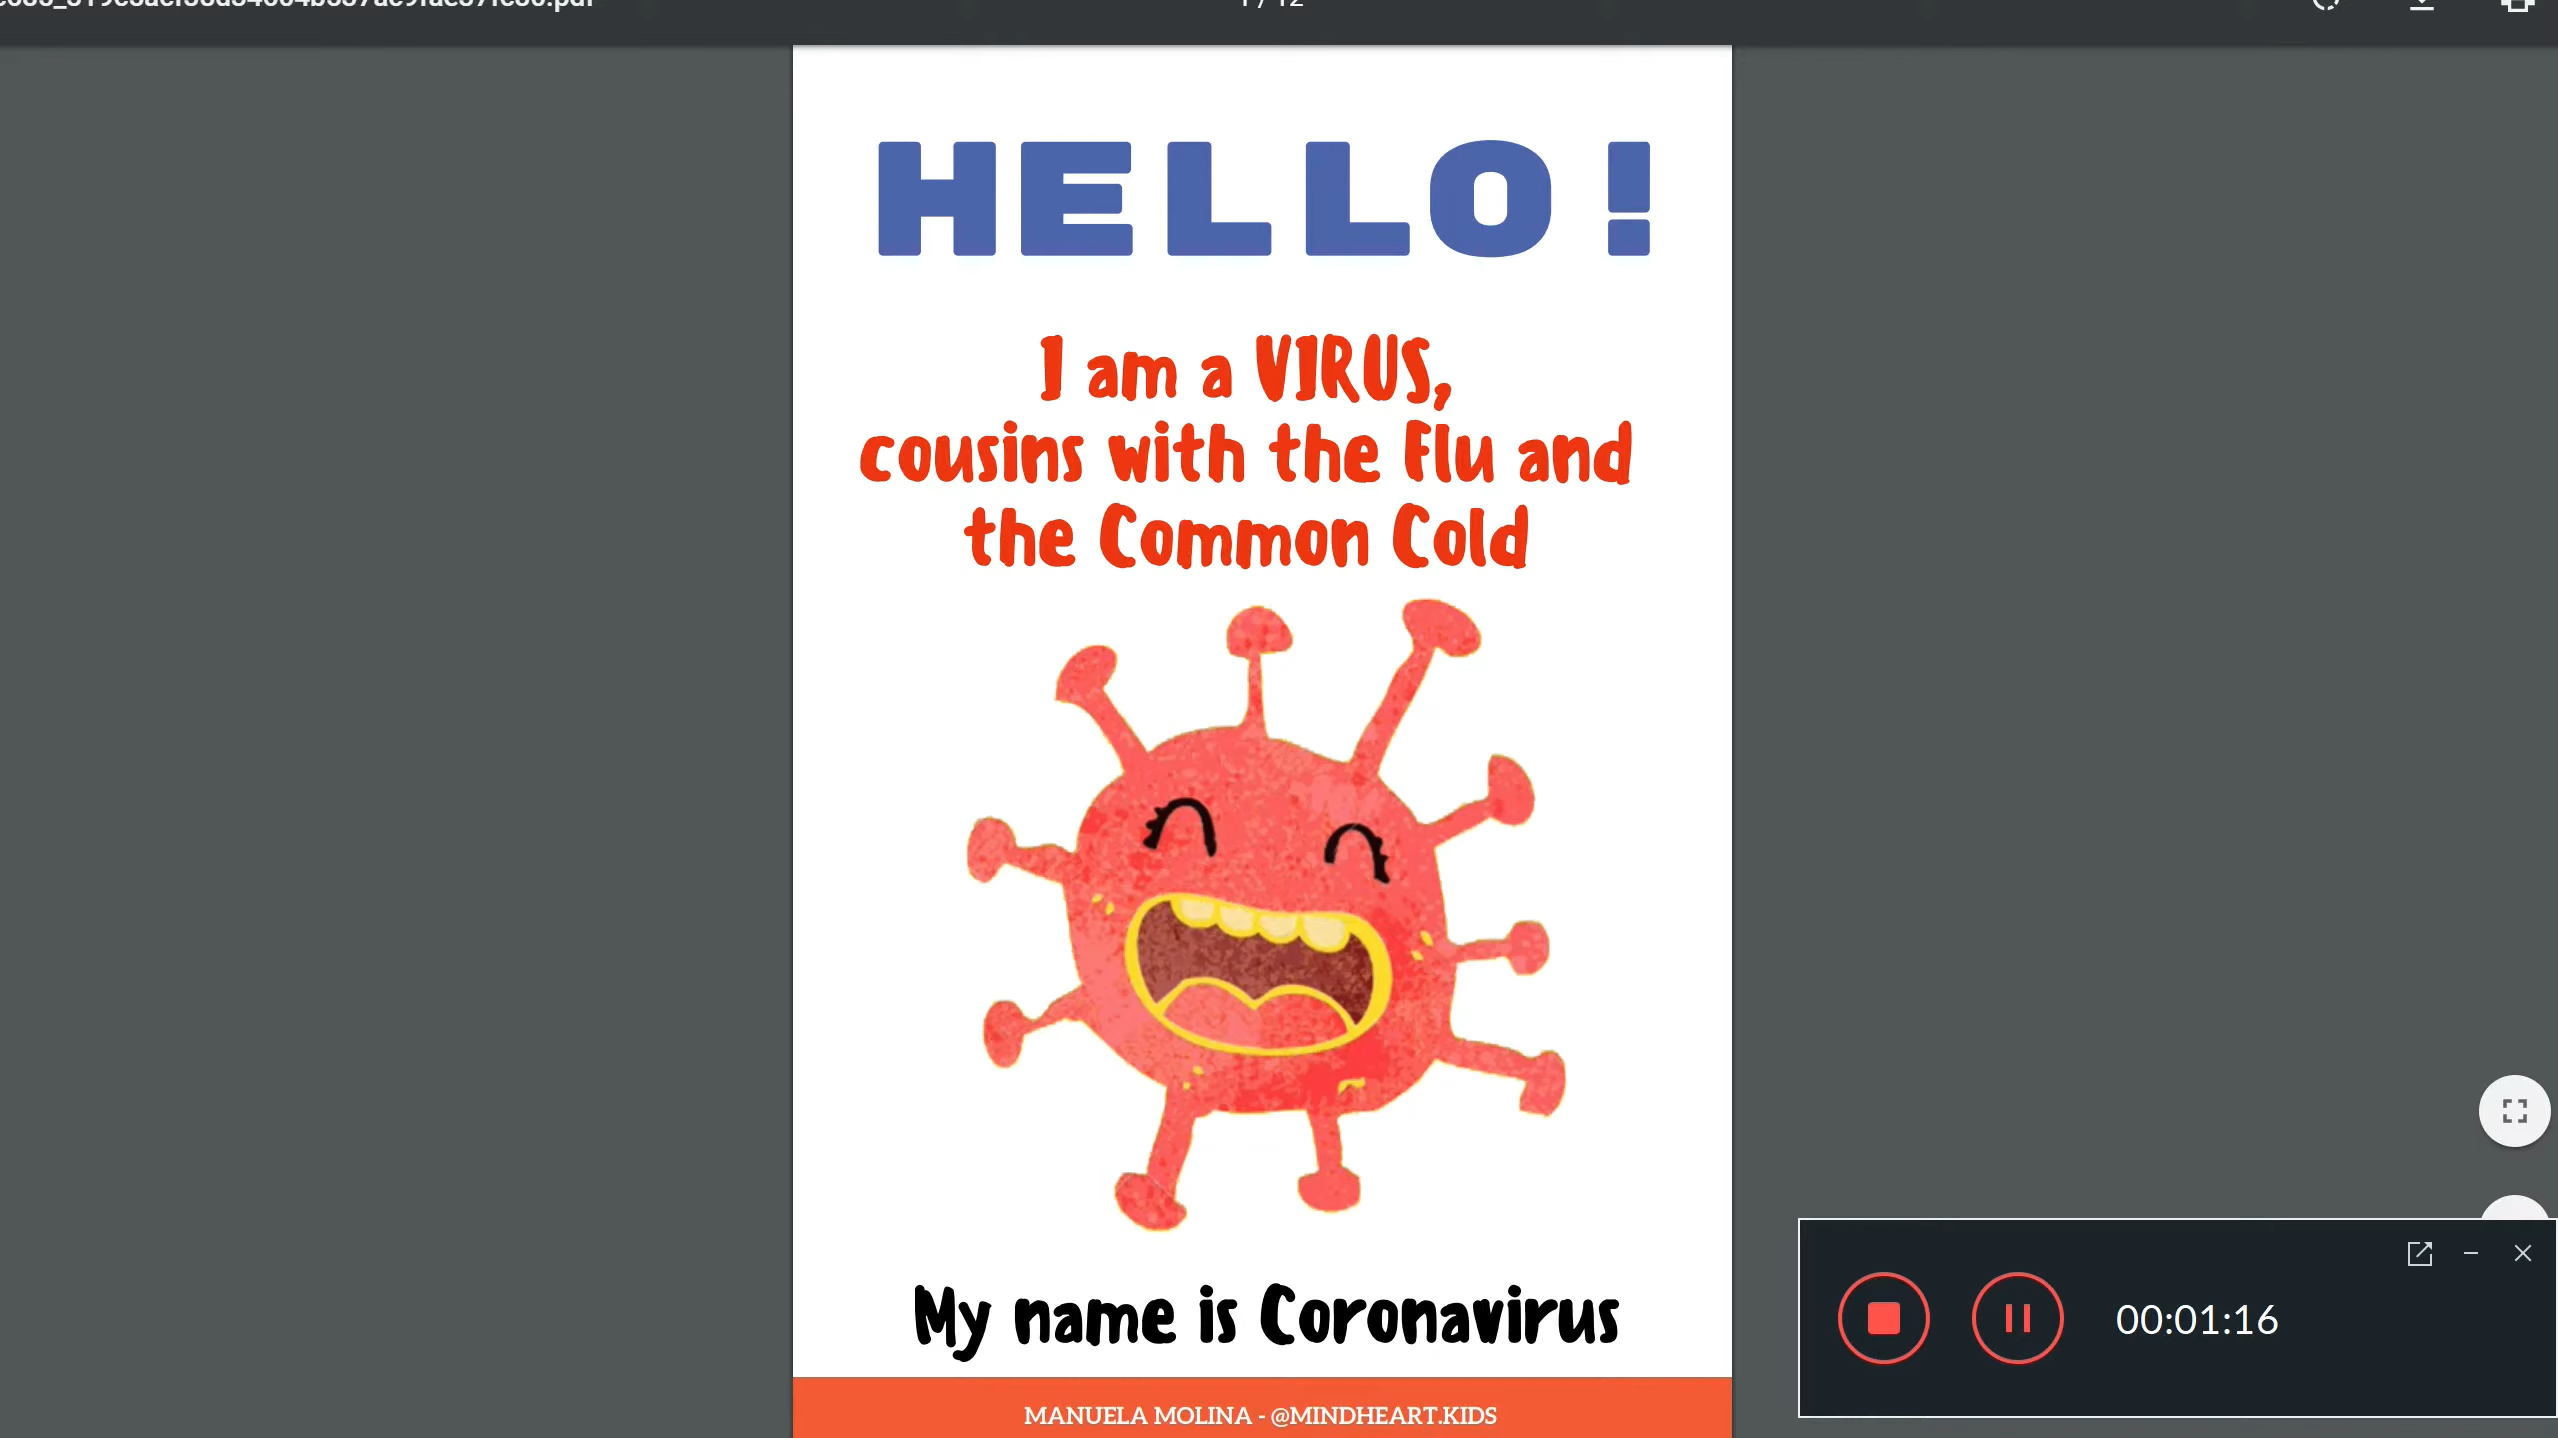 HELLO!
I am a VIRUS,
cousins with the Flu and
the Common Cold
My name is Coronavirus
MANUELA MOLINA - @MINDHEART.KIDS
00:01:16